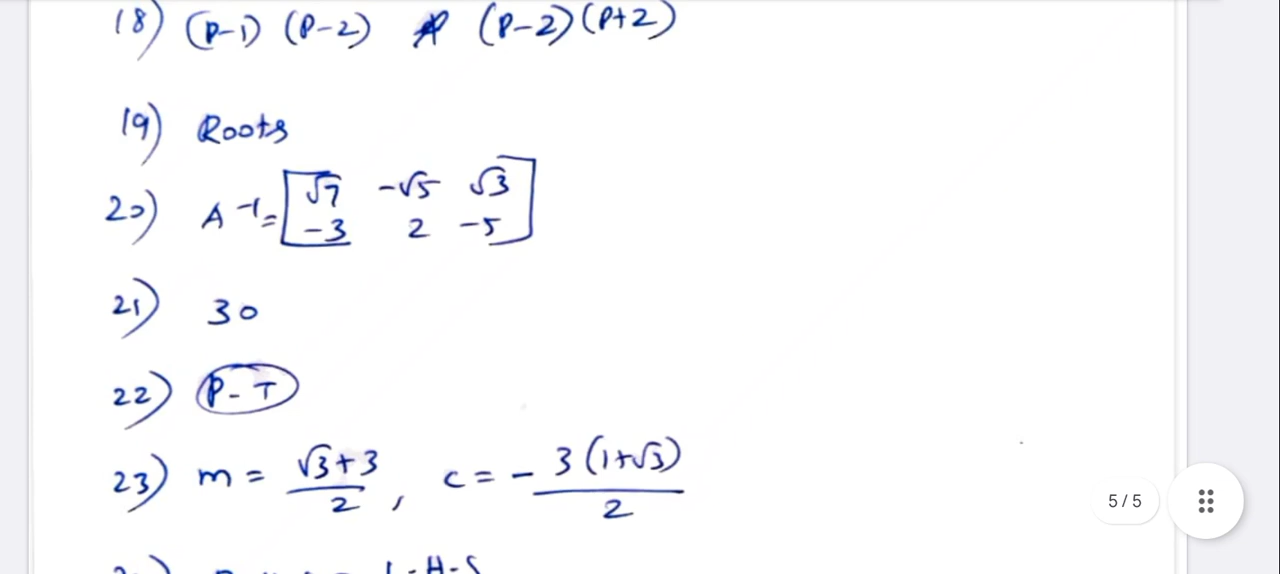 18) (P-1) (P-2) (P-2)(P+2)
19) Roots
20) A⁻¹= [√7 -√5 √3
-3 2 -5]
21) 30
22) P-T
23) m = (√3+3)/2, c = - 3(1+√3)/2
L-H-S
5 / 5